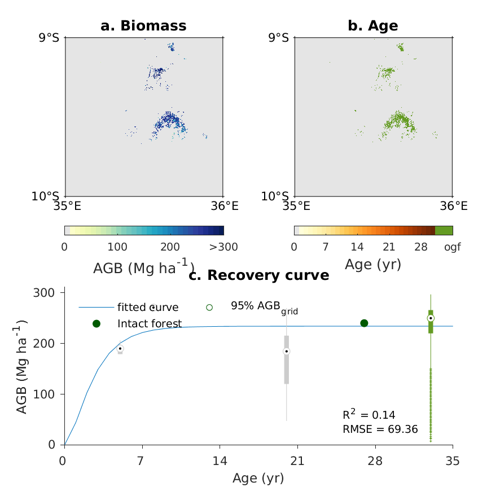 a. Biomass
b. Age
9°S
9°S
10°S
10°S
35°E
36°E
35°E
36°E
0 100 200 >300
0 7 14 21 28 ogf
AGB (Mg ha⁻¹)
Age (yr)
c. Recovery curve
300
200
100
0
AGB (Mg ha⁻¹)
fitted curve
95% AGB_grid
Intact forest
R² = 0.14
RMSE = 69.36
0 7 14 21 28 35
Age (yr)